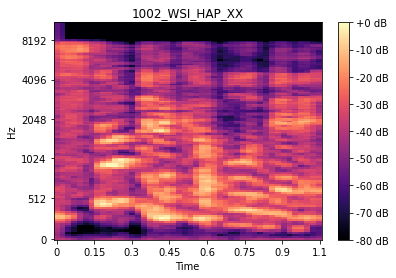 1002_WSI_HAP_XX
8192
4096
2048
1024
512
0
Hz
0 0.15 0.3 0.45 0.6 0.75 0.9 1.1
Time
+0 dB
-10 dB
-20 dB
-30 dB
-40 dB
-50 dB
-60 dB
-70 dB
-80 dB